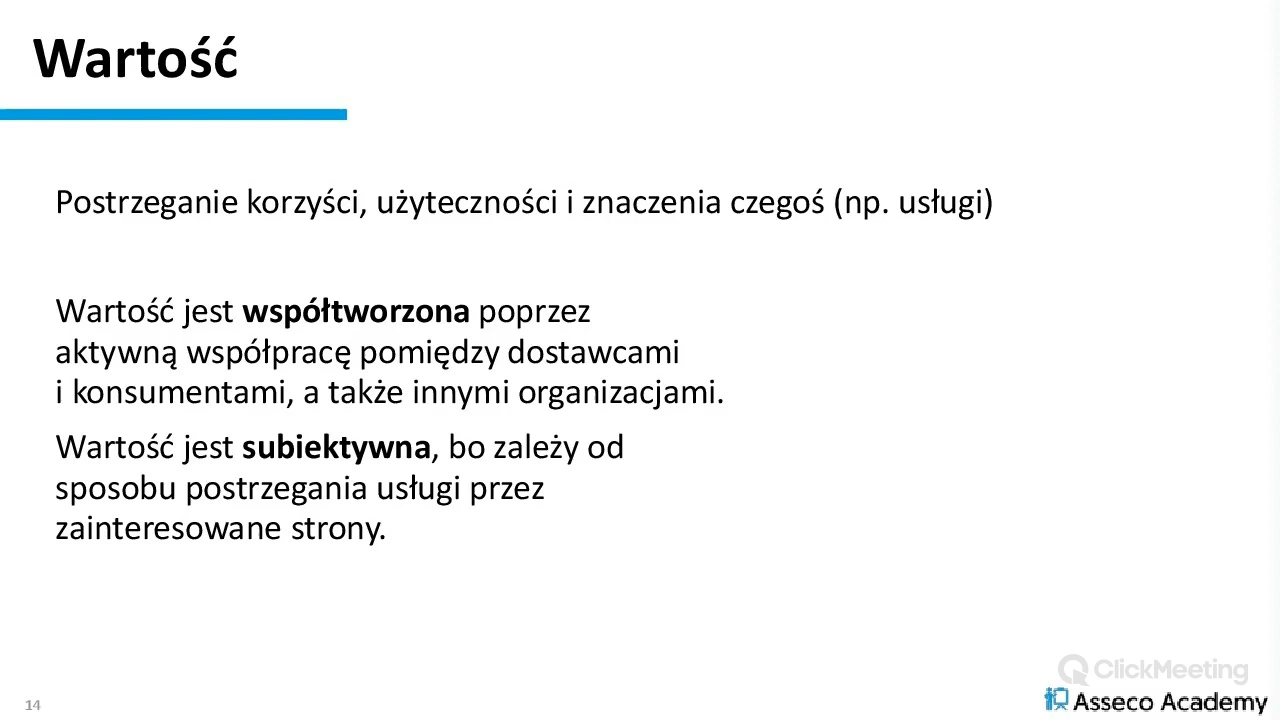 Wartość
Postrzeganie korzyści, użyteczności i znaczenia czegoś (np. usługi)
Wartość jest współtworzona poprzez
aktywną współpracę pomiędzy dostawcami
i konsumentami, a także innymi organizacjami.
Wartość jest subiektywna, bo zależy od
sposobu postrzegania usługi przez
zainteresowane strony.
ClickMeeting
14
Asseco Academy